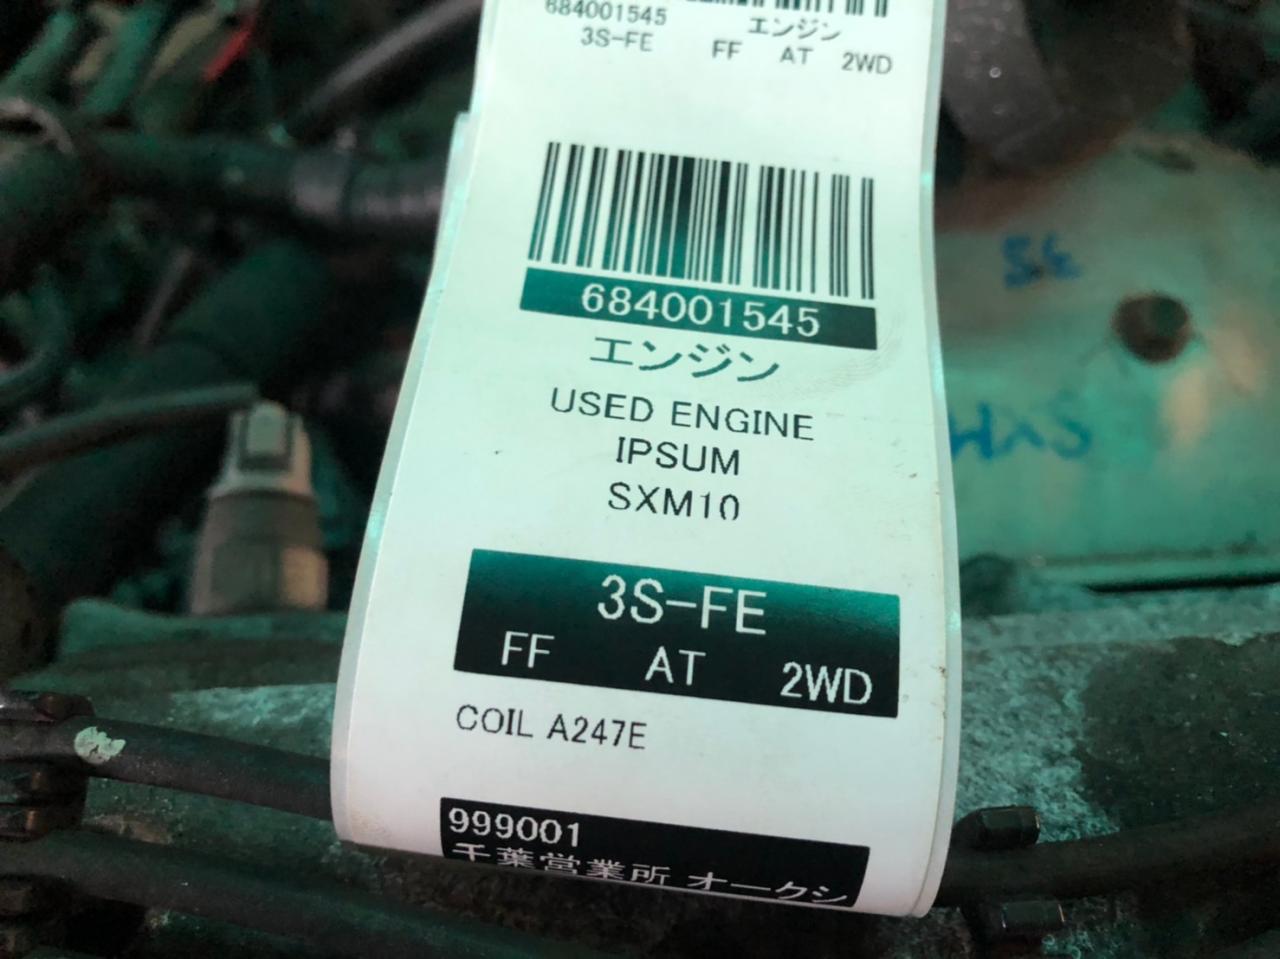 684001545
エンジン
3S-FE FF AT 2WD
684001545
エンジン
USED ENGINE
IPSUM
SXM10
3S-FE
FF AT 2WD
COIL A247E
999001
千葉営業所 オークシ